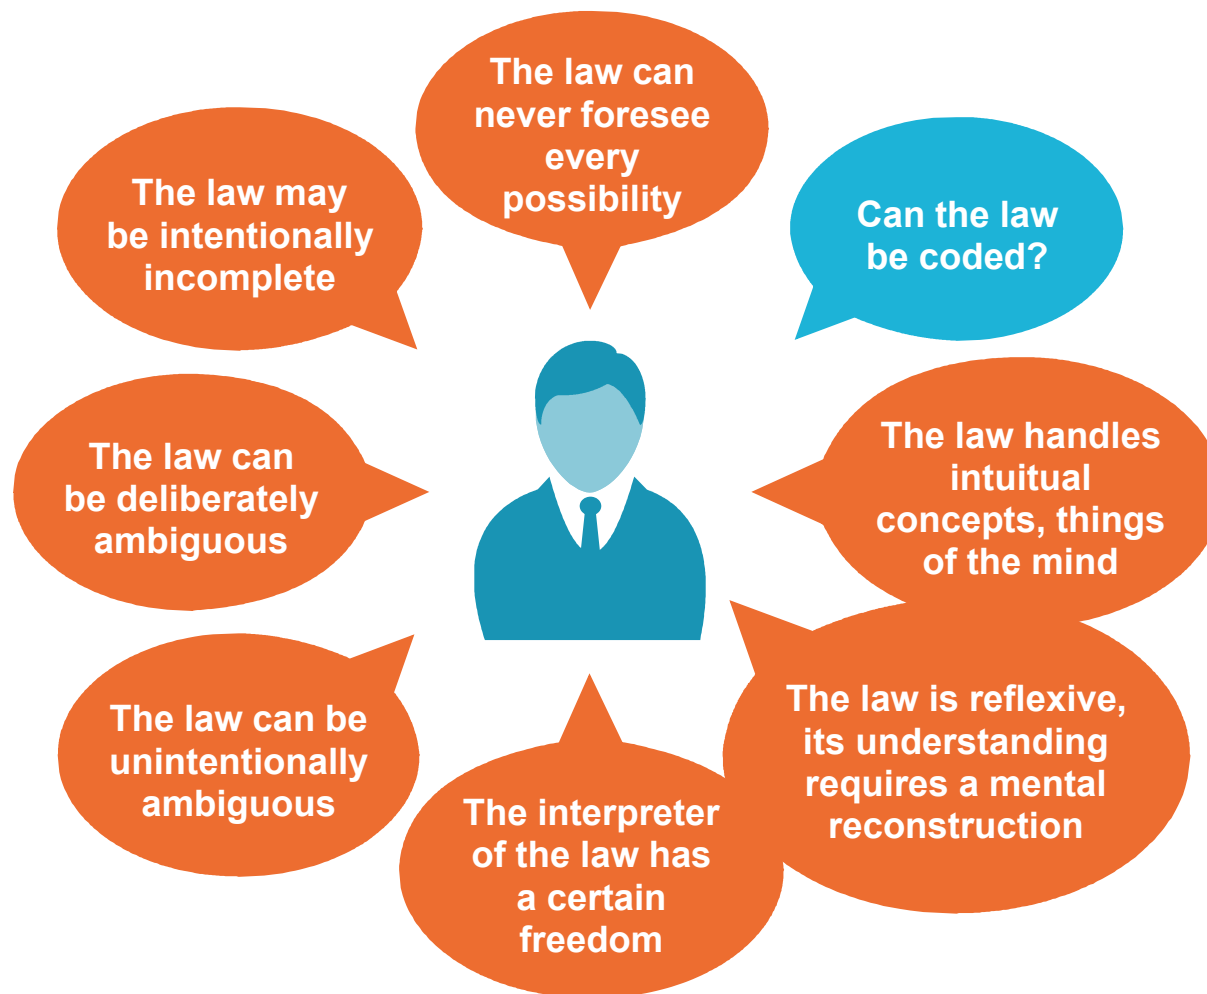 The law can
never foresee
every
possibility
Can the law
be coded?
The law may
be intentionally
incomplete
The law handles
intuitual
concepts, things
of the mind
The law can
be deliberately
ambiguous
The law is reflexive,
its understanding
requires a mental
reconstruction
The law can be
unintentionally
ambiguous
The interpreter
of the law has
a certain
freedom